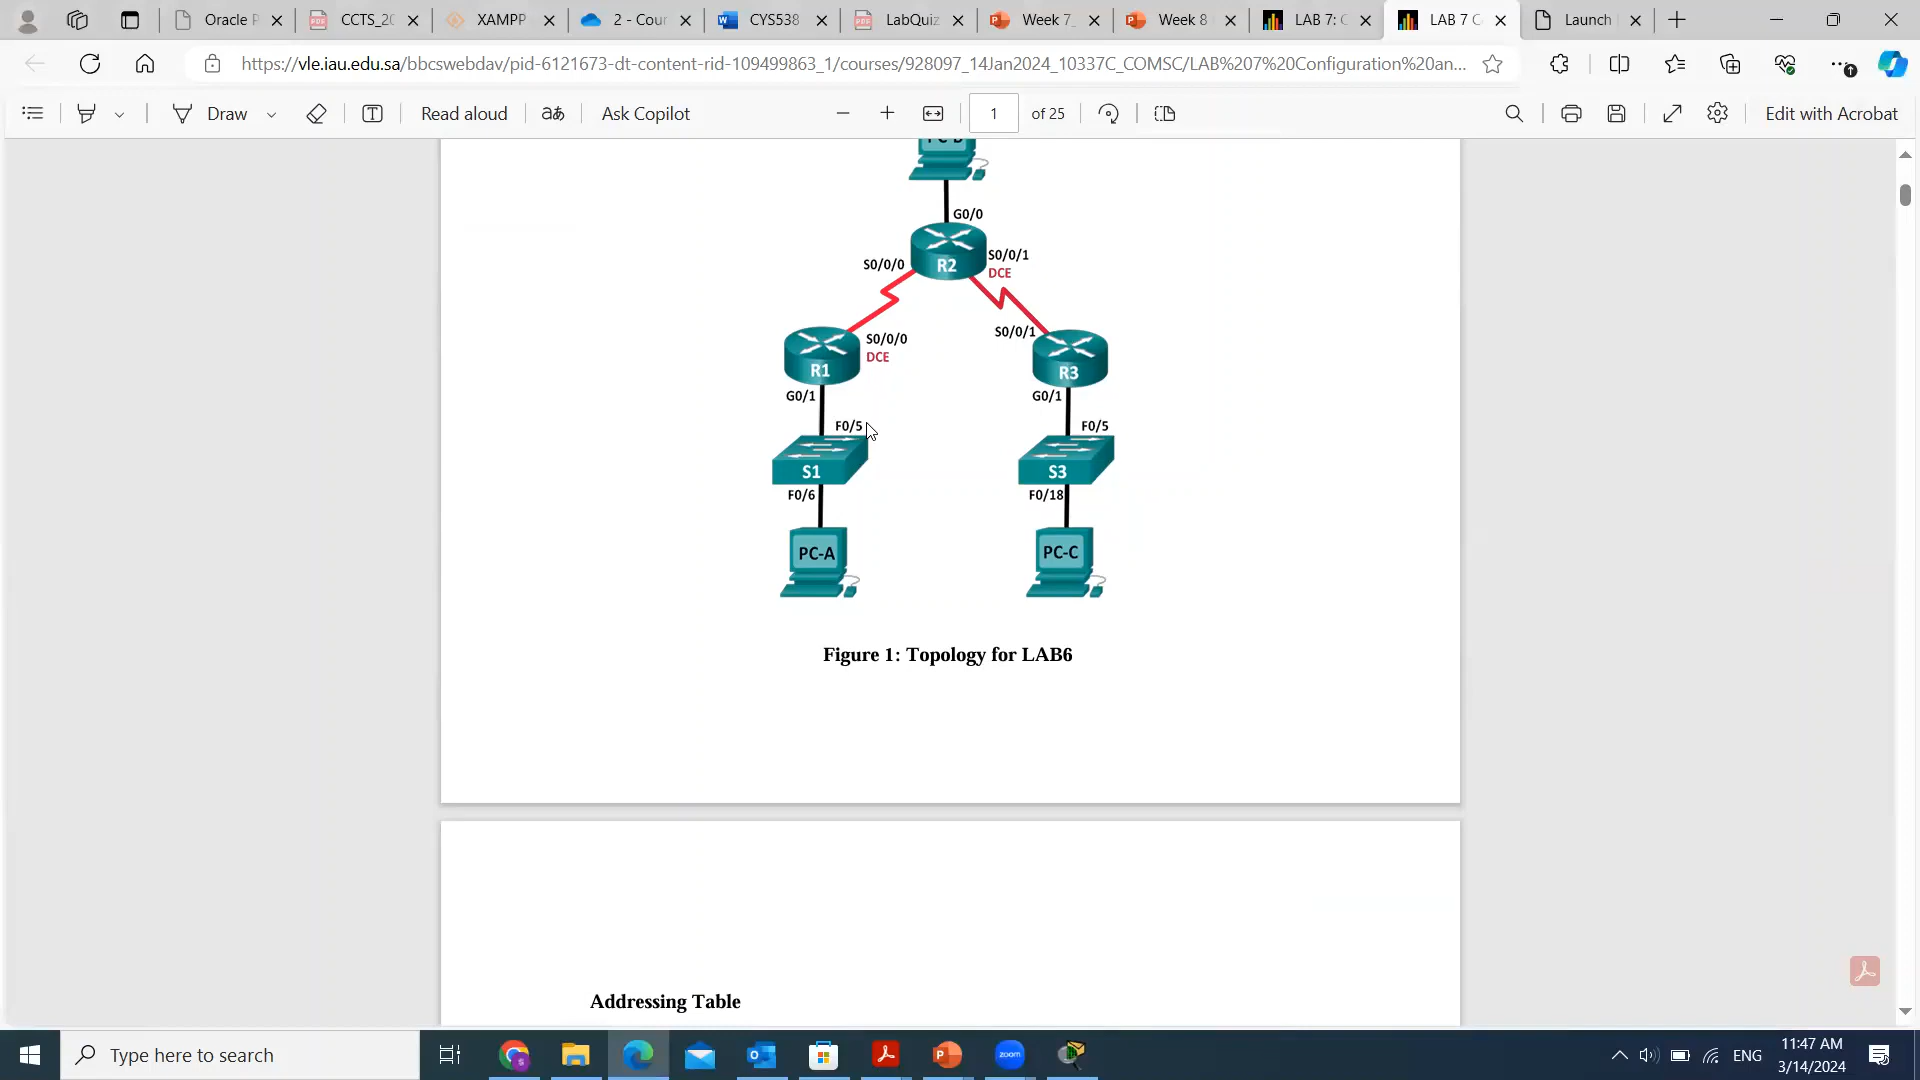 Oracle P
CCTS_20
XAMPP
2 - Cour
CYS538
LabQuiz
Week 7_
Week 8
LAB 7: C
LAB 7 C
Launch
https://vle.iau.edu.sa/bbcswebdav/pid-6121673-dt-content-rid-109499863_1/courses/928097_14Jan2024_10337C_COMSC/LAB%207%20Configuration%20an...
Draw
Read aloud
aあ
Ask Copilot
1 of 25
Edit with Acrobat
G0/0
R2
S0/0/0
S0/0/1
DCE
S0/0/0
DCE
S0/0/1
R1
R3
G0/1
G0/1
F0/5
F0/5
S1
S3
F0/6
F0/18
PC-A
PC-C
Figure 1: Topology for LAB6
Addressing Table
Type here to search
zoom
ENG
11:47 AM
3/14/2024